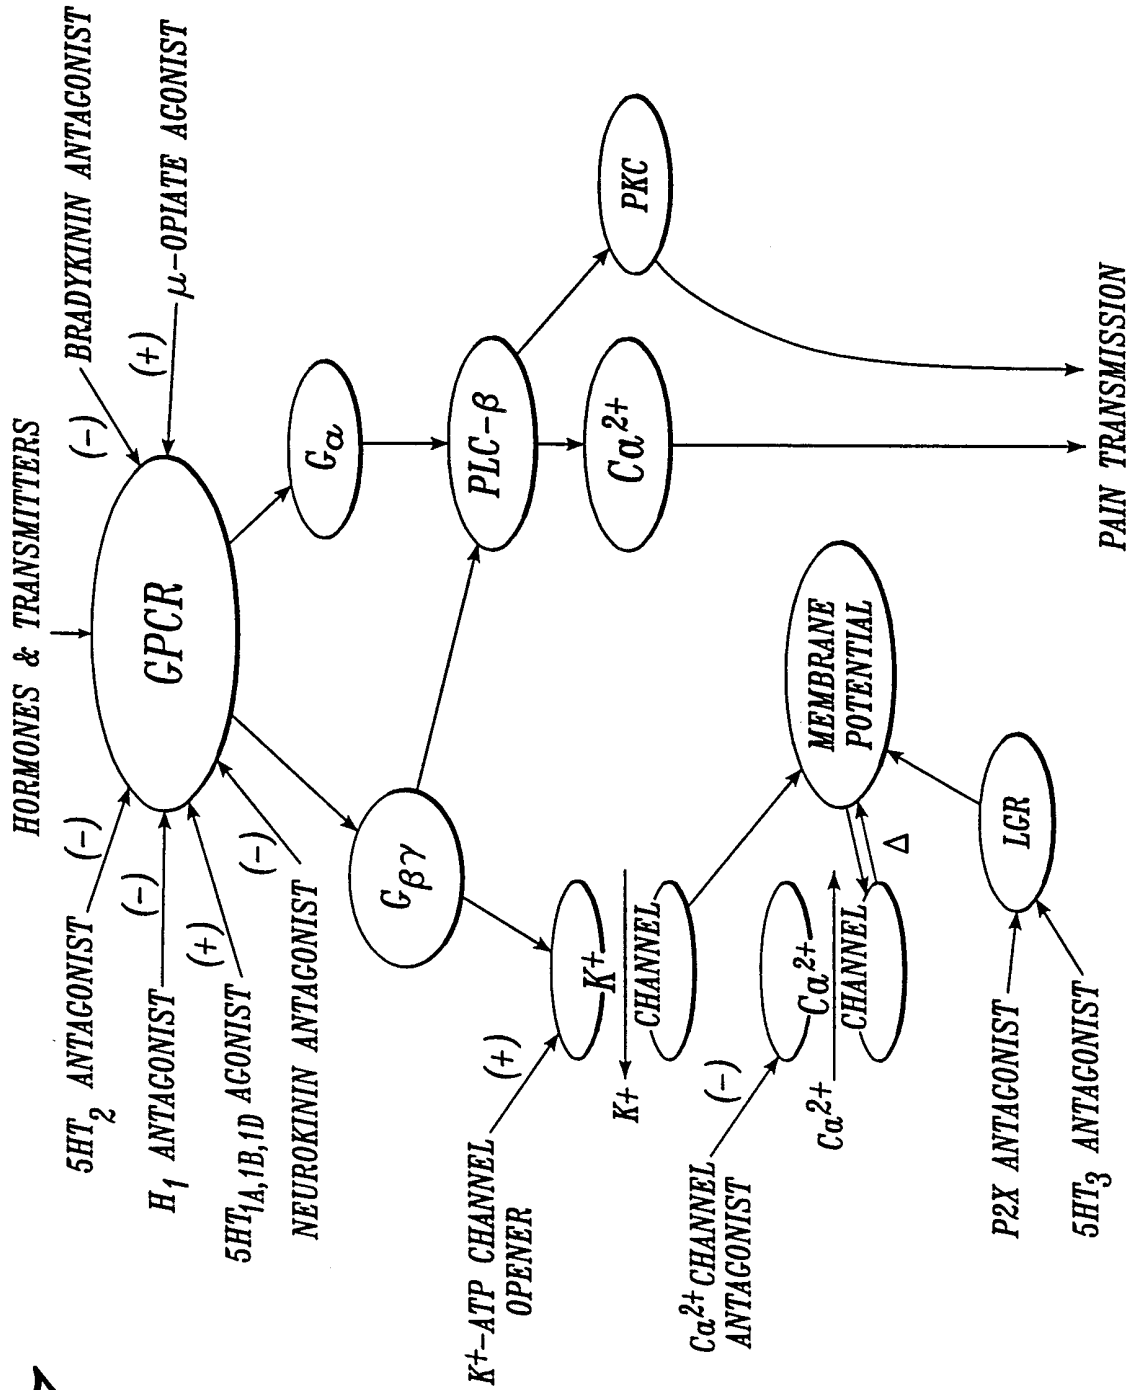 HORMONES & TRANSMITTERS
BRADYKININ ANTAGONIST
(-)
μ-OPIATE AGONIST
(+)
5HT2 ANTAGONIST
(-)
H1 ANTAGONIST
(-)
5HT1A,1B,1D AGONIST
(+)
NEUROKININ ANTAGONIST
(-)
GPCR
Gα
Gβγ
PLC-β
PKC
Ca2+
K+-ATP CHANNEL
OPENER
(+)
K+
CHANNEL
K+
Ca2+ CHANNEL
ANTAGONIST
(-)
Ca2+
CHANNEL
Ca2+
MEMBRANE
POTENTIAL
Δ
LGR
P2X ANTAGONIST
5HT3 ANTAGONIST
PAIN TRANSMISSION